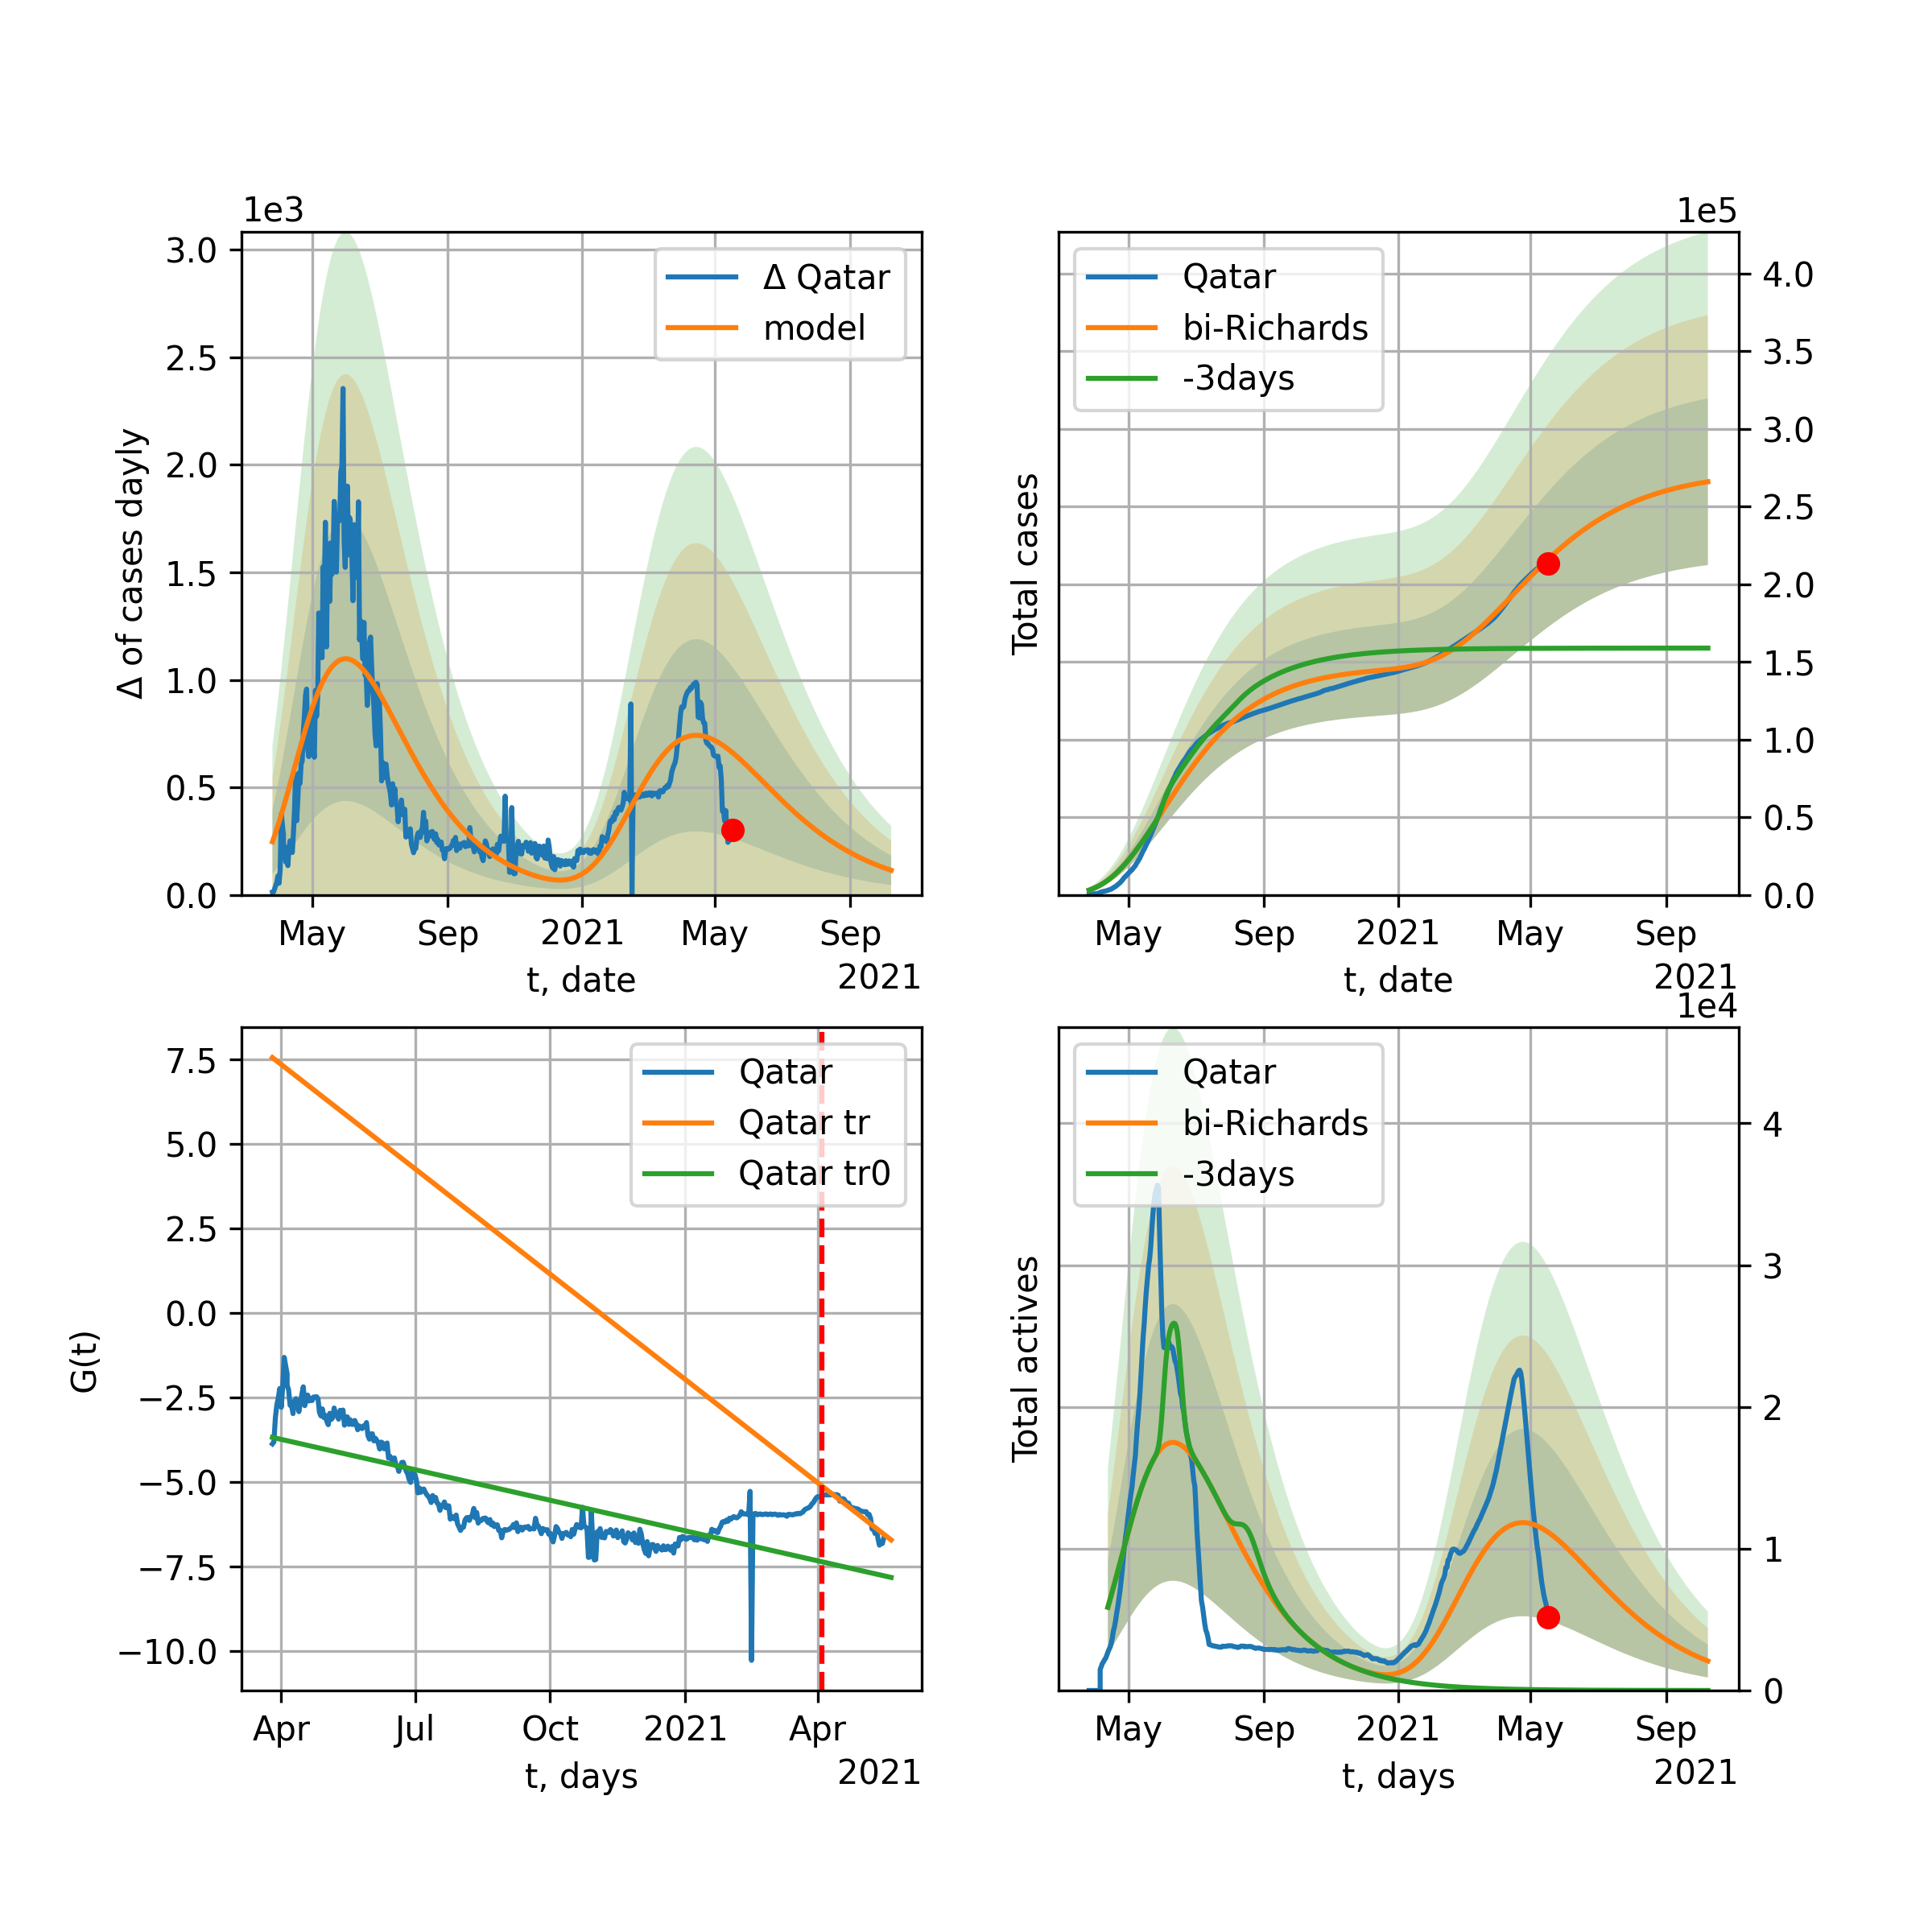 1e3
Δ of cases dayly
3.0
2.5
2.0
1.5
1.0
0.5
0.0
Δ Qatar
model
May Sep 2021 May Sep
t, date
2021
1e5
Total cases
Qatar
bi-Richards
-3days
4.0
3.5
3.0
2.5
2.0
1.5
1.0
0.5
0.0
May Sep 2021 May Sep
t, date
2021
G(t)
7.5
5.0
2.5
0.0
−2.5
−5.0
−7.5
−10.0
Qatar
Qatar tr
Qatar tr0
Apr Jul Oct 2021 Apr
t, days
2021
1e4
Total actives
Qatar
bi-Richards
-3days
4
3
2
1
0
May Sep 2021 May Sep
t, days
2021